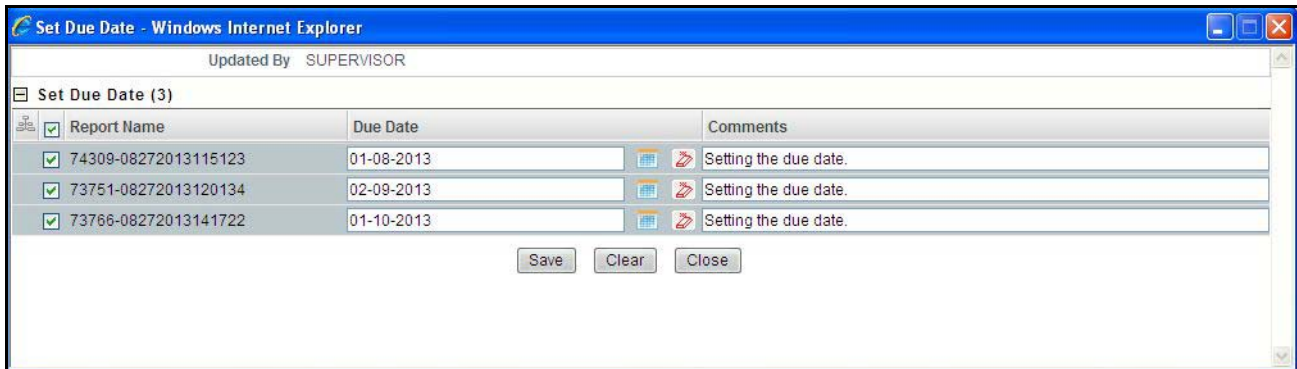 Set Due Date - Windows Internet Explorer
Updated By SUPERVISOR
Set Due Date (3)
Report Name Due Date Comments
74309-08272013115123 01-08-2013 Setting the due date.
73751-08272013120134 02-09-2013 Setting the due date.
73766-08272013141722 01-10-2013 Setting the due date.
Save Clear Close